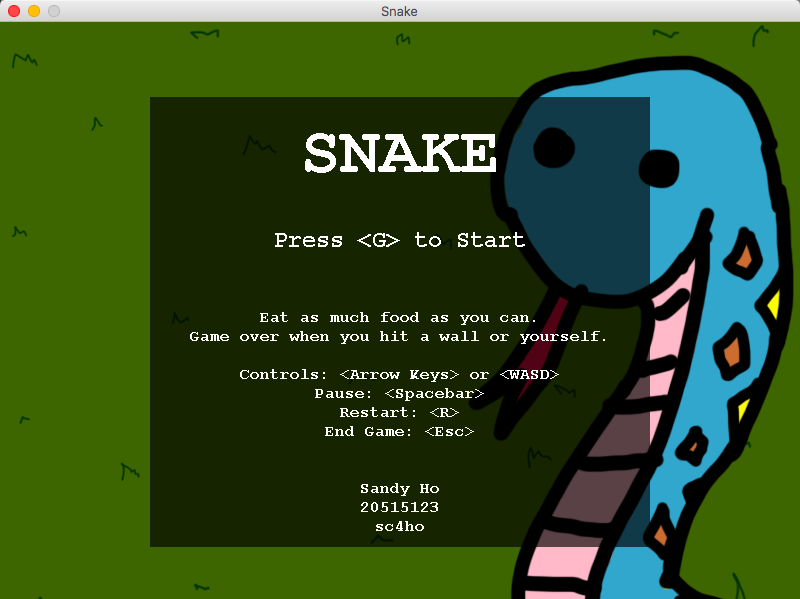 Snake
SNAKE
Press <G> to Start
Eat as much food as you can.
Game over when you hit a wall or yourself.
Controls: <Arrow Keys> or <WASD>
Pause: <Spacebar>
Restart: <R>
End Game: <Esc>
Sandy Ho
20515123
sc4ho